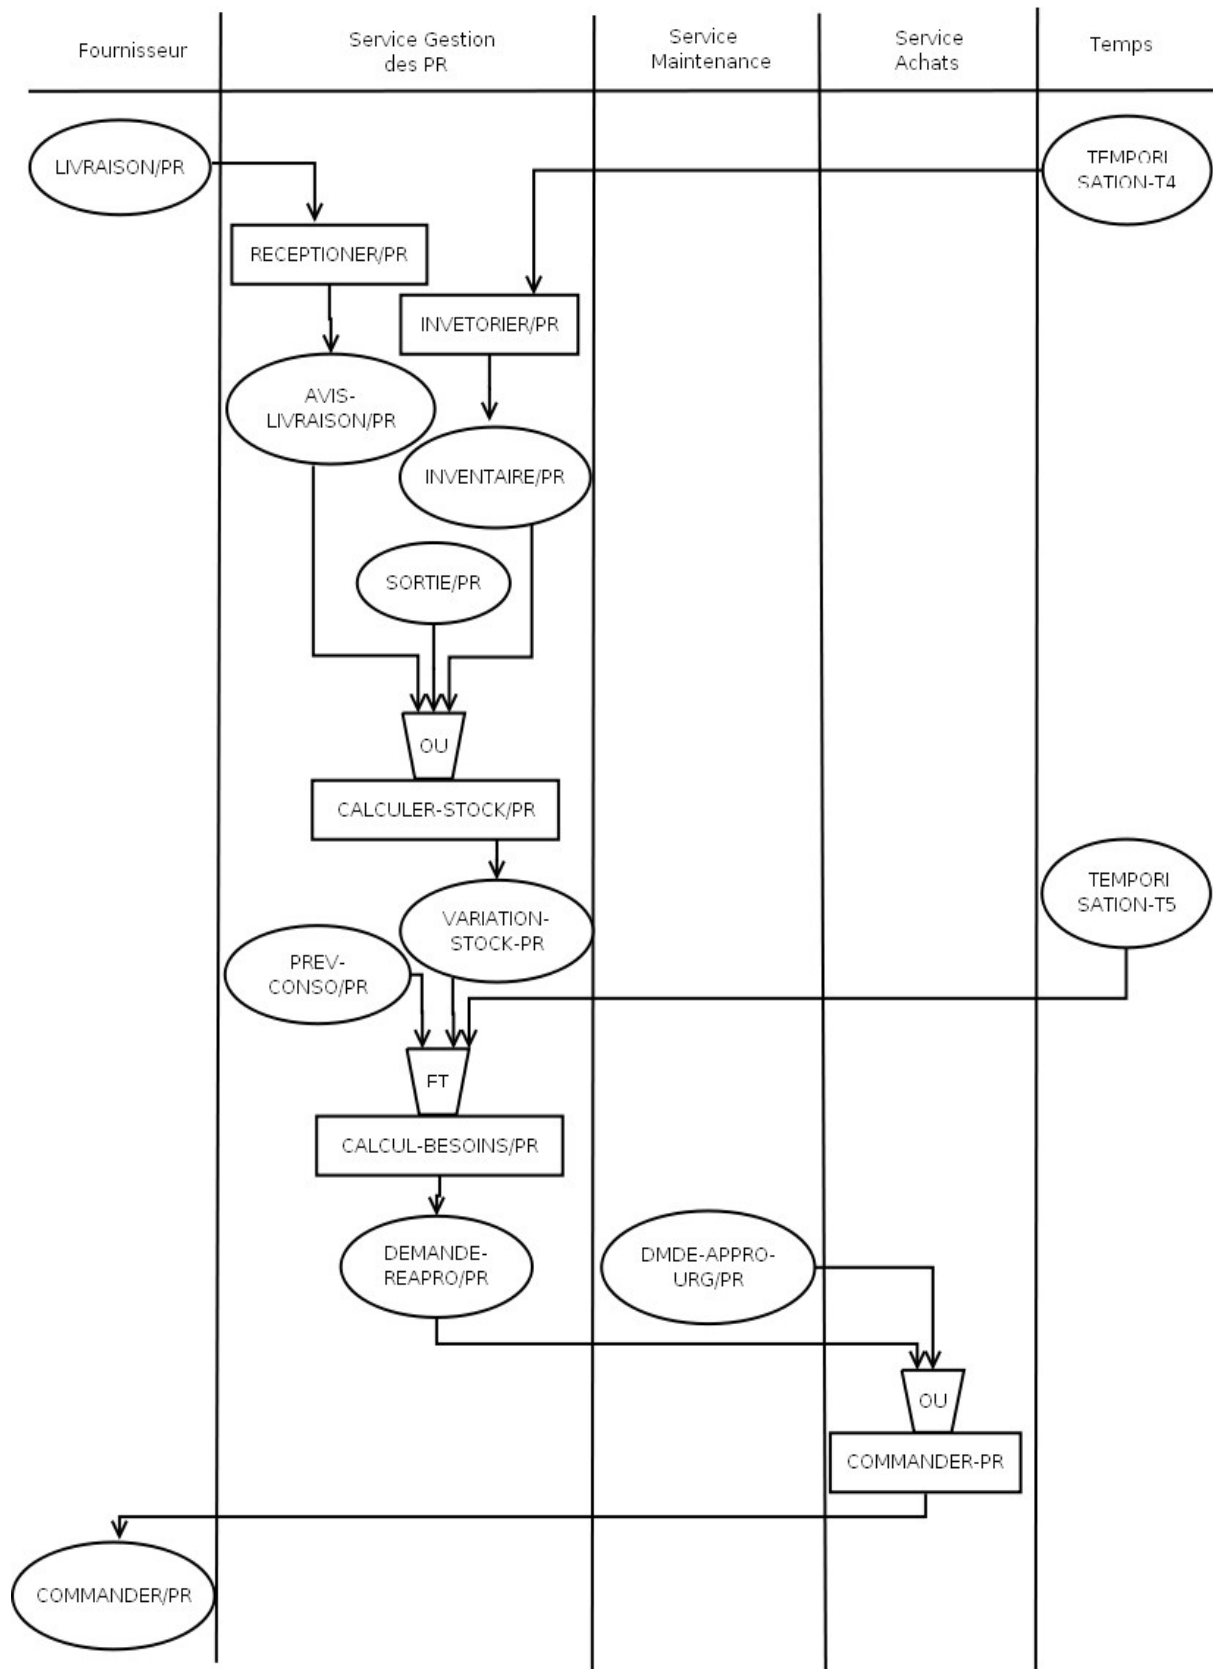 Fournisseur
Service Gestion
des PR
Service
Maintenance
Service
Achats
Temps
LIVRAISON/PR
TEMPORI
SATION-T4
RECEPTIONER/PR
INVETORIER/PR
AVIS-
LIVRAISON/PR
INVENTAIRE/PR
SORTIE/PR
OU
CALCULER-STOCK/PR
VARIATION-
STOCK-PR
TEMPORI
SATION-T5
PREV-
CONSO/PR
ET
CALCUL-BESOINS/PR
DEMANDE-
REAPRO/PR
DMDE-APPRO-
URG/PR
OU
COMMANDER-PR
COMMANDER/PR